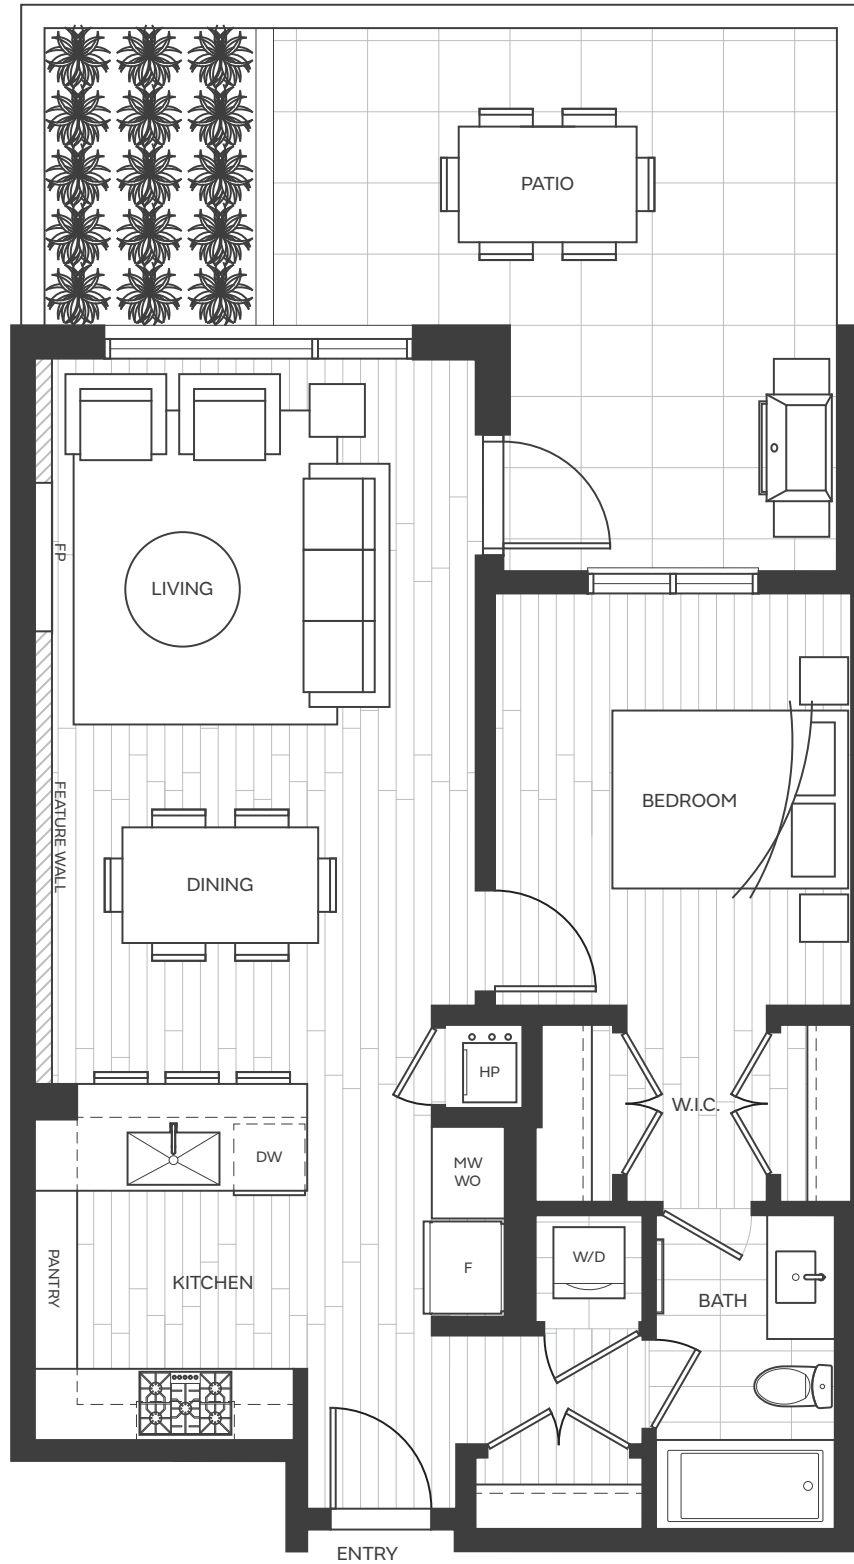 PATIO
FP
LIVING
FEATURE WALL
BEDROOM
DINING
HP
W.I.C.
DW
MW
WO
W/D
F
PANTRY
KITCHEN
BATH
ENTRY